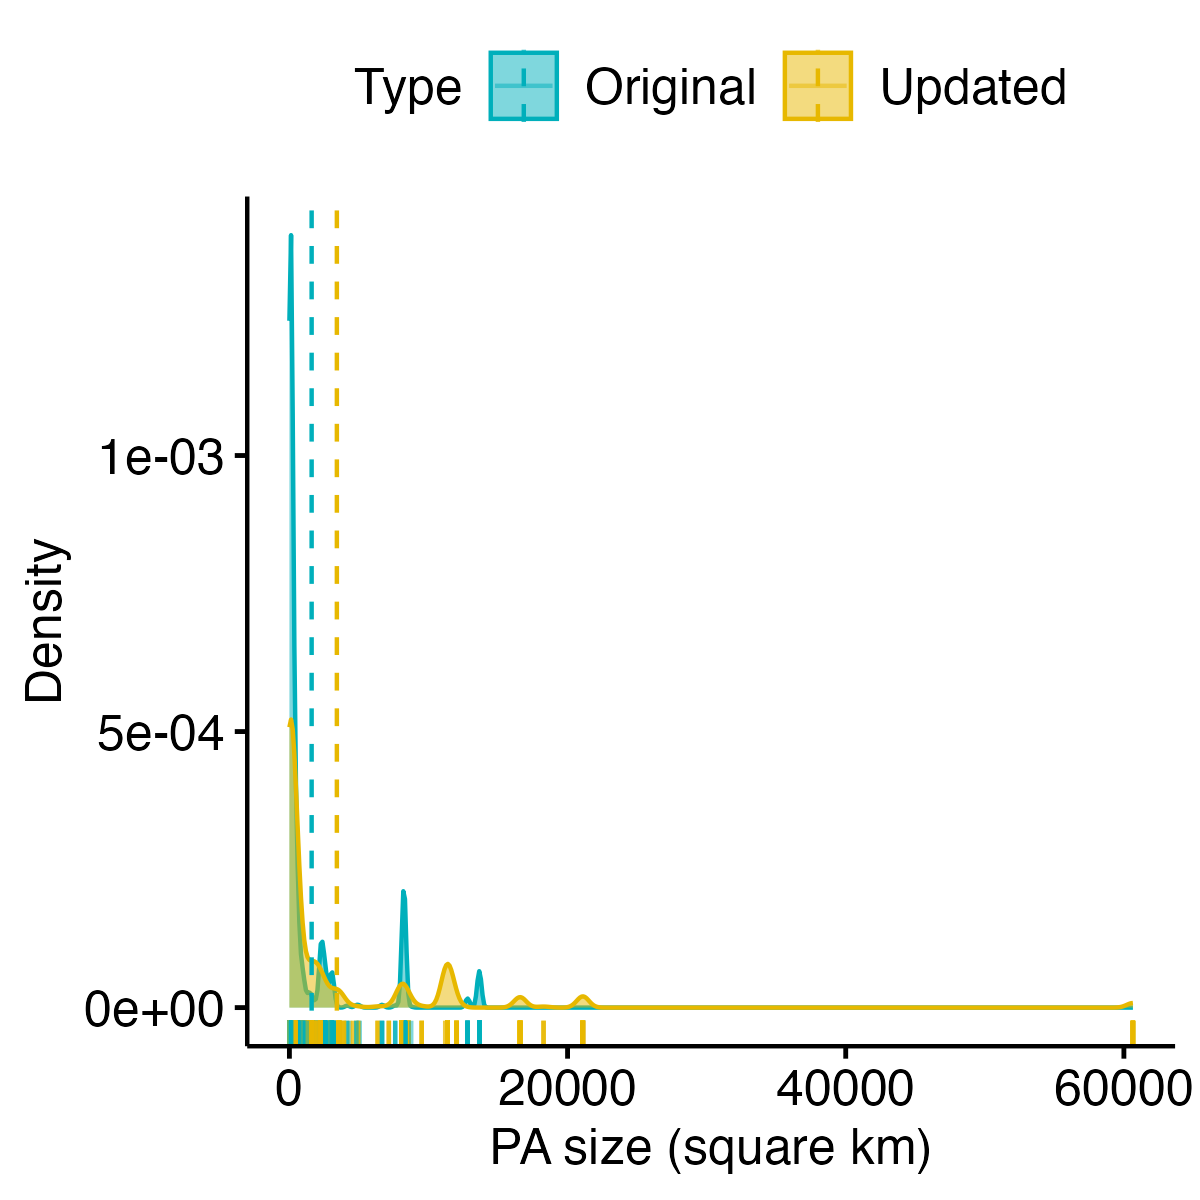 Type Original Updated
1e-03
5e-04
0e+00
Density
0 20000 40000 60000
PA size (square km)